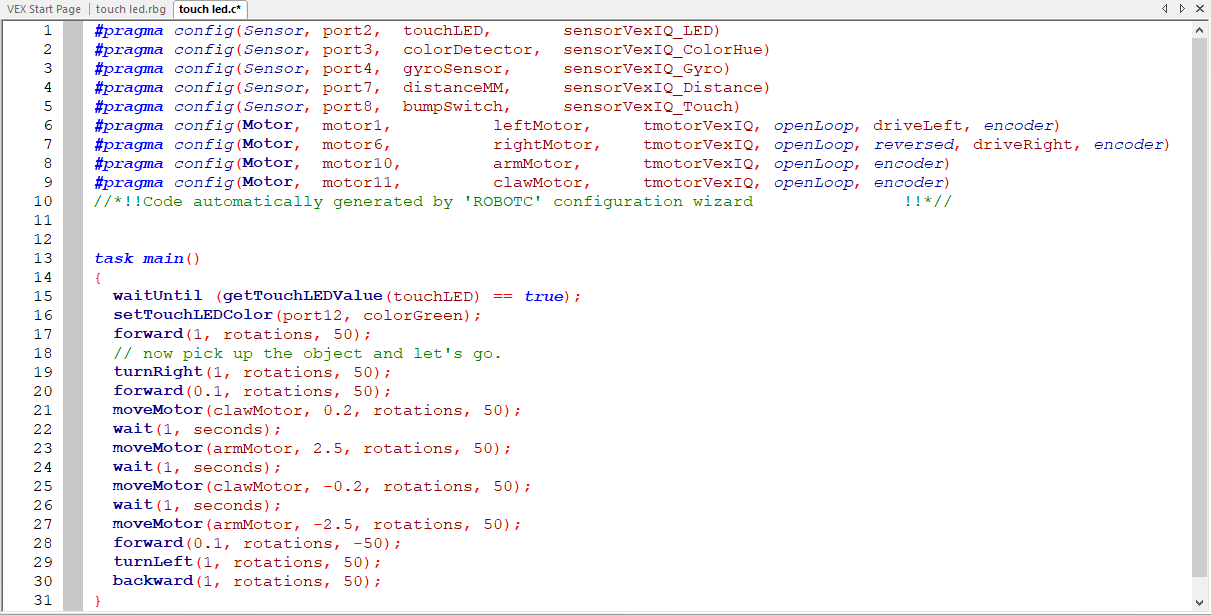 VEX Start Page | touch led.rbg | touch led.c*
1 #pragma config(Sensor, port2,  touchLED,       sensorVexIQ_LED)
2 #pragma config(Sensor, port3,  colorDetector,  sensorVexIQ_ColorHue)
3 #pragma config(Sensor, port4,  gyroSensor,     sensorVexIQ_Gyro)
4 #pragma config(Sensor, port7,  distanceMM,     sensorVexIQ_Distance)
5 #pragma config(Sensor, port8,  bumpSwitch,     sensorVexIQ_Touch)
6 #pragma config(Motor,  motor1,          leftMotor,     tmotorVexIQ, openLoop, driveLeft, encoder)
7 #pragma config(Motor,  motor6,          rightMotor,    tmotorVexIQ, openLoop, reversed, driveRight, encoder)
8 #pragma config(Motor,  motor10,         armMotor,      tmotorVexIQ, openLoop, encoder)
9 #pragma config(Motor,  motor11,         clawMotor,     tmotorVexIQ, openLoop, encoder)
10 //*!!Code automatically generated by 'ROBOTC' configuration wizard               !!*//
11
12
13 task main()
14 {
15   waitUntil (getTouchLEDValue(touchLED) == true);
16   setTouchLEDColor(port12, colorGreen);
17   forward(1, rotations, 50);
18   // now pick up the object and let's go.
19   turnRight(1, rotations, 50);
20   forward(0.1, rotations, 50);
21   moveMotor(clawMotor, 0.2, rotations, 50);
22   wait(1, seconds);
23   moveMotor(armMotor, 2.5, rotations, 50);
24   wait(1, seconds);
25   moveMotor(clawMotor, -0.2, rotations, 50);
26   wait(1, seconds);
27   moveMotor(armMotor, -2.5, rotations, 50);
28   forward(0.1, rotations, -50);
29   turnLeft(1, rotations, 50);
30   backward(1, rotations, 50);
31 }